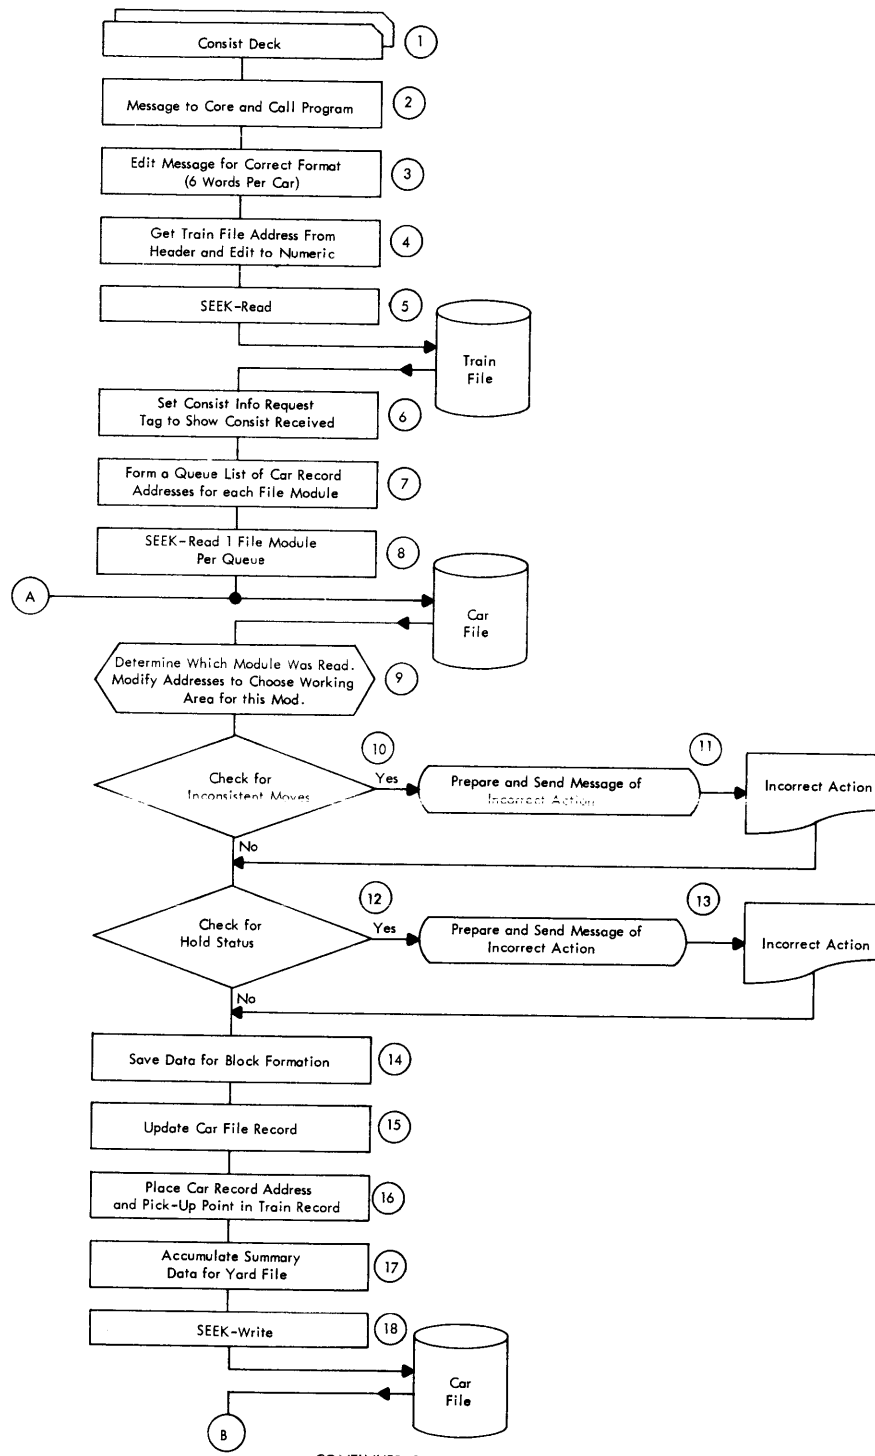 Consist Deck
1
Message to Core and Call Program
2
Edit Message for Correct Format
(6 Words Per Car)
3
Get Train File Address From
Header and Edit to Numeric
4
SEEK-Read
5
Train
File
Set Consist Info Request
Tag to Show Consist Received
6
Form a Queue List of Car Record
Addresses for each File Module
7
SEEK-Read 1 File Module
Per Queue
8
A
Car
File
Determine Which Module Was Read.
Modify Addresses to Choose Working
Area for this Mod.
9
Check for
Inconsistent Moves
10
Yes
Prepare and Send Message of
Incorrect Action
11
Incorrect Action
No
Check for
Hold Status
12
Yes
Prepare and Send Message of
Incorrect Action
13
Incorrect Action
No
Save Data for Block Formation
14
Update Car File Record
15
Place Car Record Address
and Pick-Up Point in Train Record
16
Accumulate Summary
Data for Yard File
17
SEEK-Write
18
Car
File
B